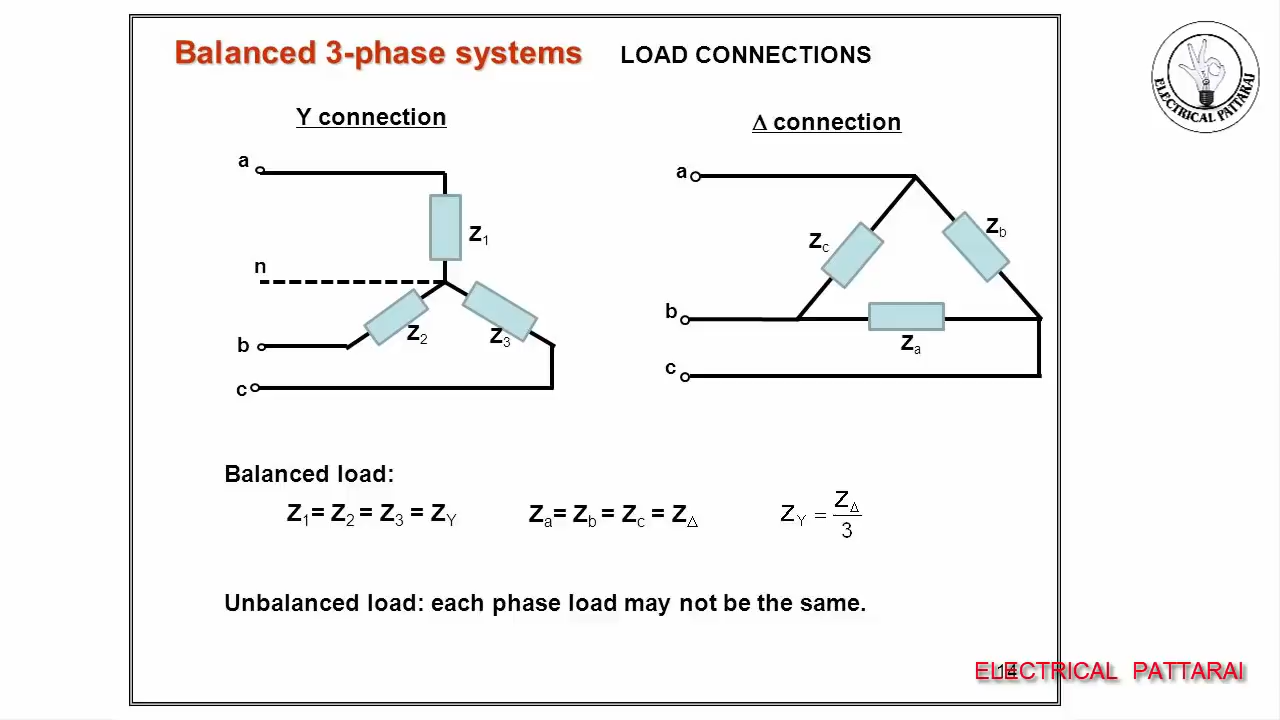 Balanced 3-phase systems LOAD CONNECTIONS
ELECTRICAL PATTARAI
Y connection
Δ connection
a
Z1
n
Z2
Z3
b
c
a
Zc
Zb
b
Za
c
Balanced load:
Z1= Z2 = Z3 = ZY
Za= Zb = Zc = ZΔ
ZY = ZΔ / 3
Unbalanced load: each phase load may not be the same.
14
ELECTRICAL PATTARAI